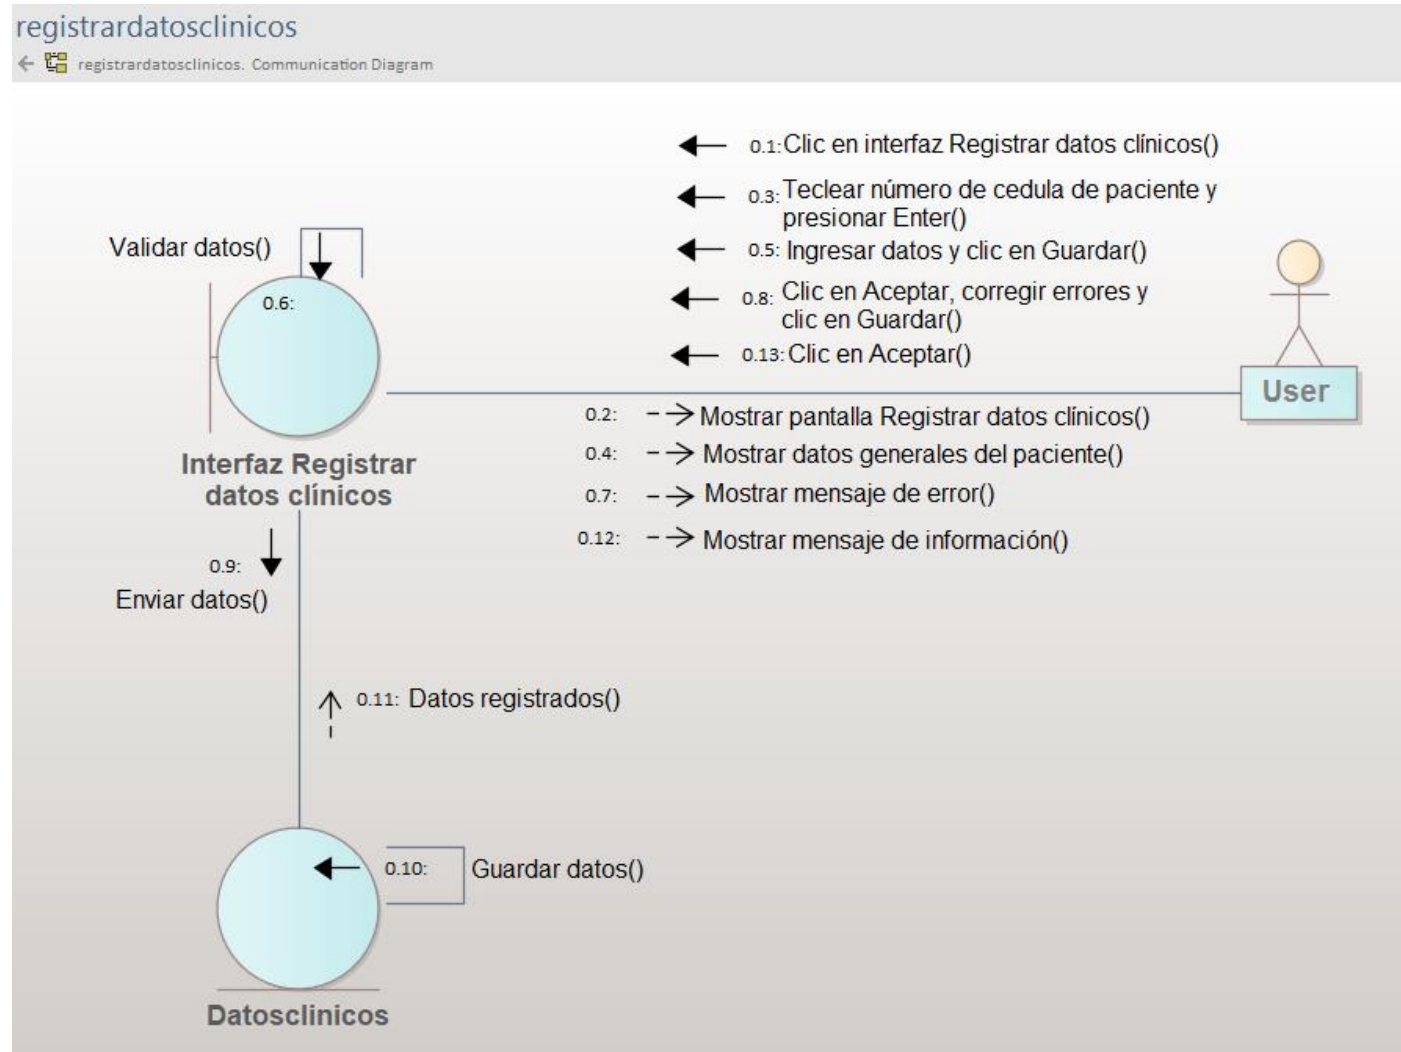 registrardatosclinicos
registrardatosclinicos. Communication Diagram
0.1: Clic en interfaz Registrar datos clínicos()
0.3: Teclear número de cedula de paciente y
presionar Enter()
0.5: Ingresar datos y clic en Guardar()
0.8: Clic en Aceptar, corregir errores y
clic en Guardar()
0.13: Clic en Aceptar()
Validar datos()
0.6:
User
0.2: Mostrar pantalla Registrar datos clínicos()
0.4: Mostrar datos generales del paciente()
0.7: Mostrar mensaje de error()
0.12: Mostrar mensaje de información()
Interfaz Registrar
datos clínicos
0.9:
Enviar datos()
0.11: Datos registrados()
0.10: Guardar datos()
Datosclinicos